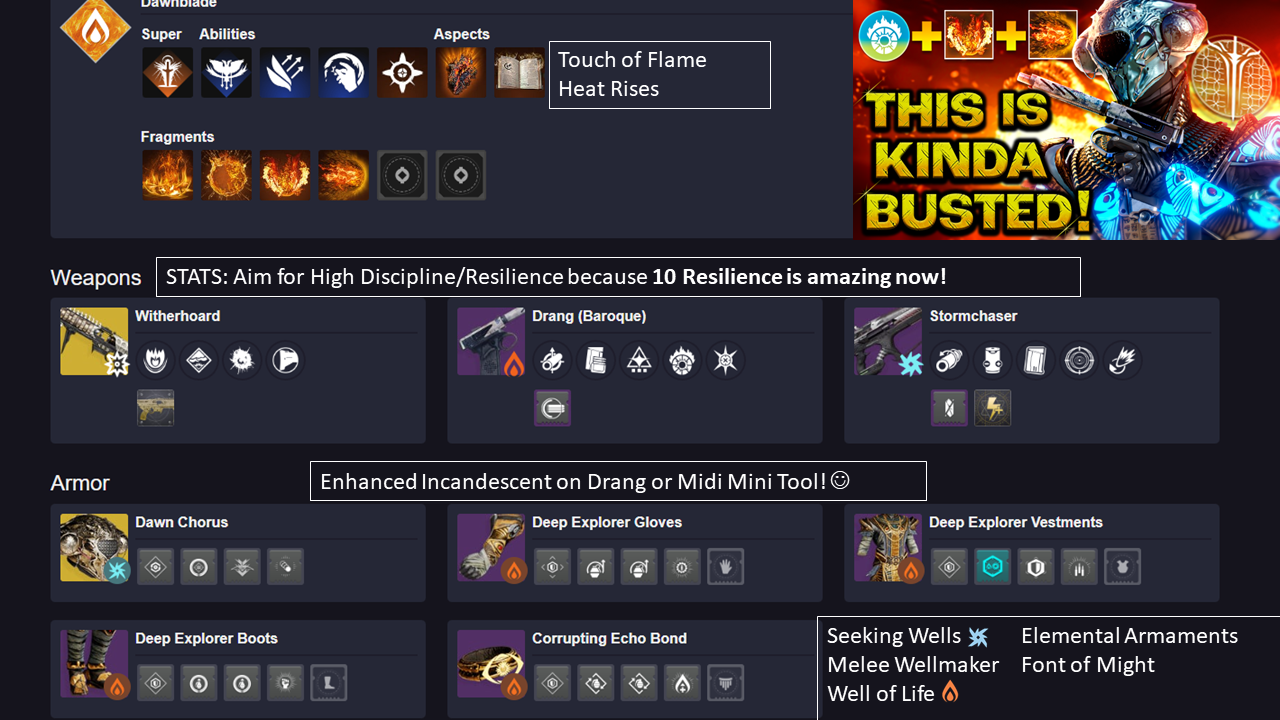 Dawnblade
Super Abilities Aspects
Touch of Flame
Heat Rises
Fragments
THIS IS
KINDA
BUSTED!
Weapons
STATS: Aim for High Discipline/Resilience because 10 Resilience is amazing now!
Witherhoard
Drang (Baroque)
Stormchaser
Armor
Enhanced Incandescent on Drang or Midi Mini Tool!☺
Dawn Chorus
Deep Explorer Gloves
Deep Explorer Vestments
Deep Explorer Boots
Corrupting Echo Bond
Seeking Wells
Melee Wellmaker
Well of Life
Elemental Armaments
Font of Might